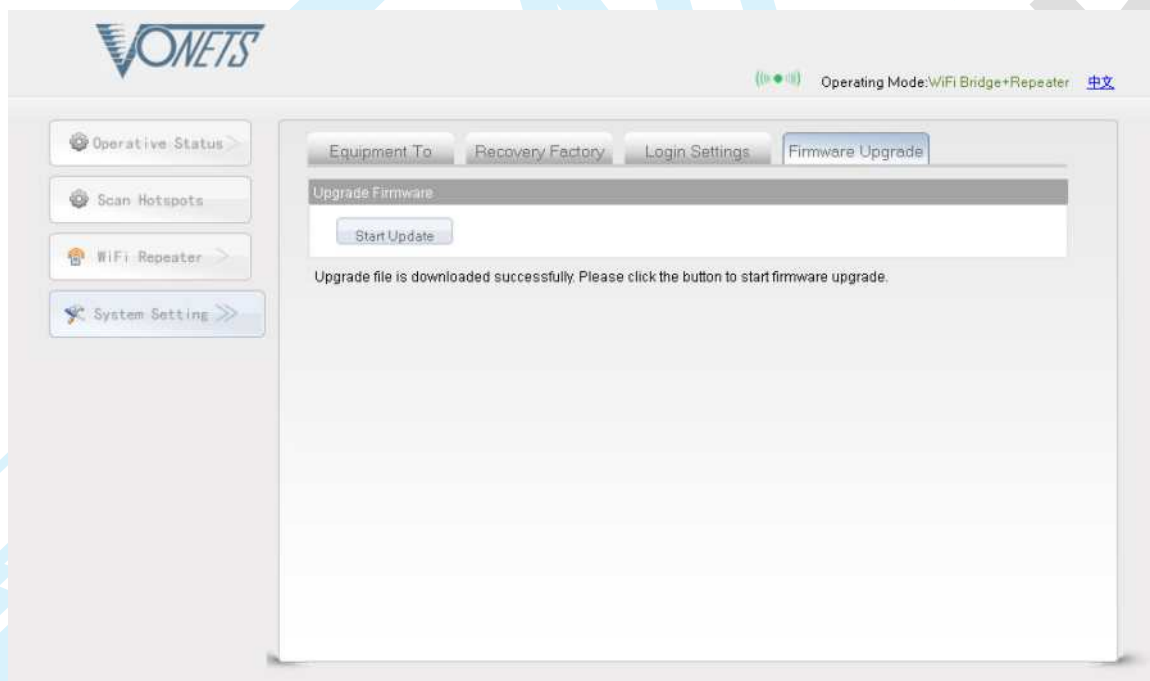 VONETS
Operating Mode:WiFi Bridge+Repeater 中文
Operative Status
Scan Hotspots
WiFi Repeater
System Setting
Equipment To Recovery Factory Login Settings Firmware Upgrade
Upgrade Firmware
Start Update
Upgrade file is downloaded successfully. Please click the button to start firmware upgrade.